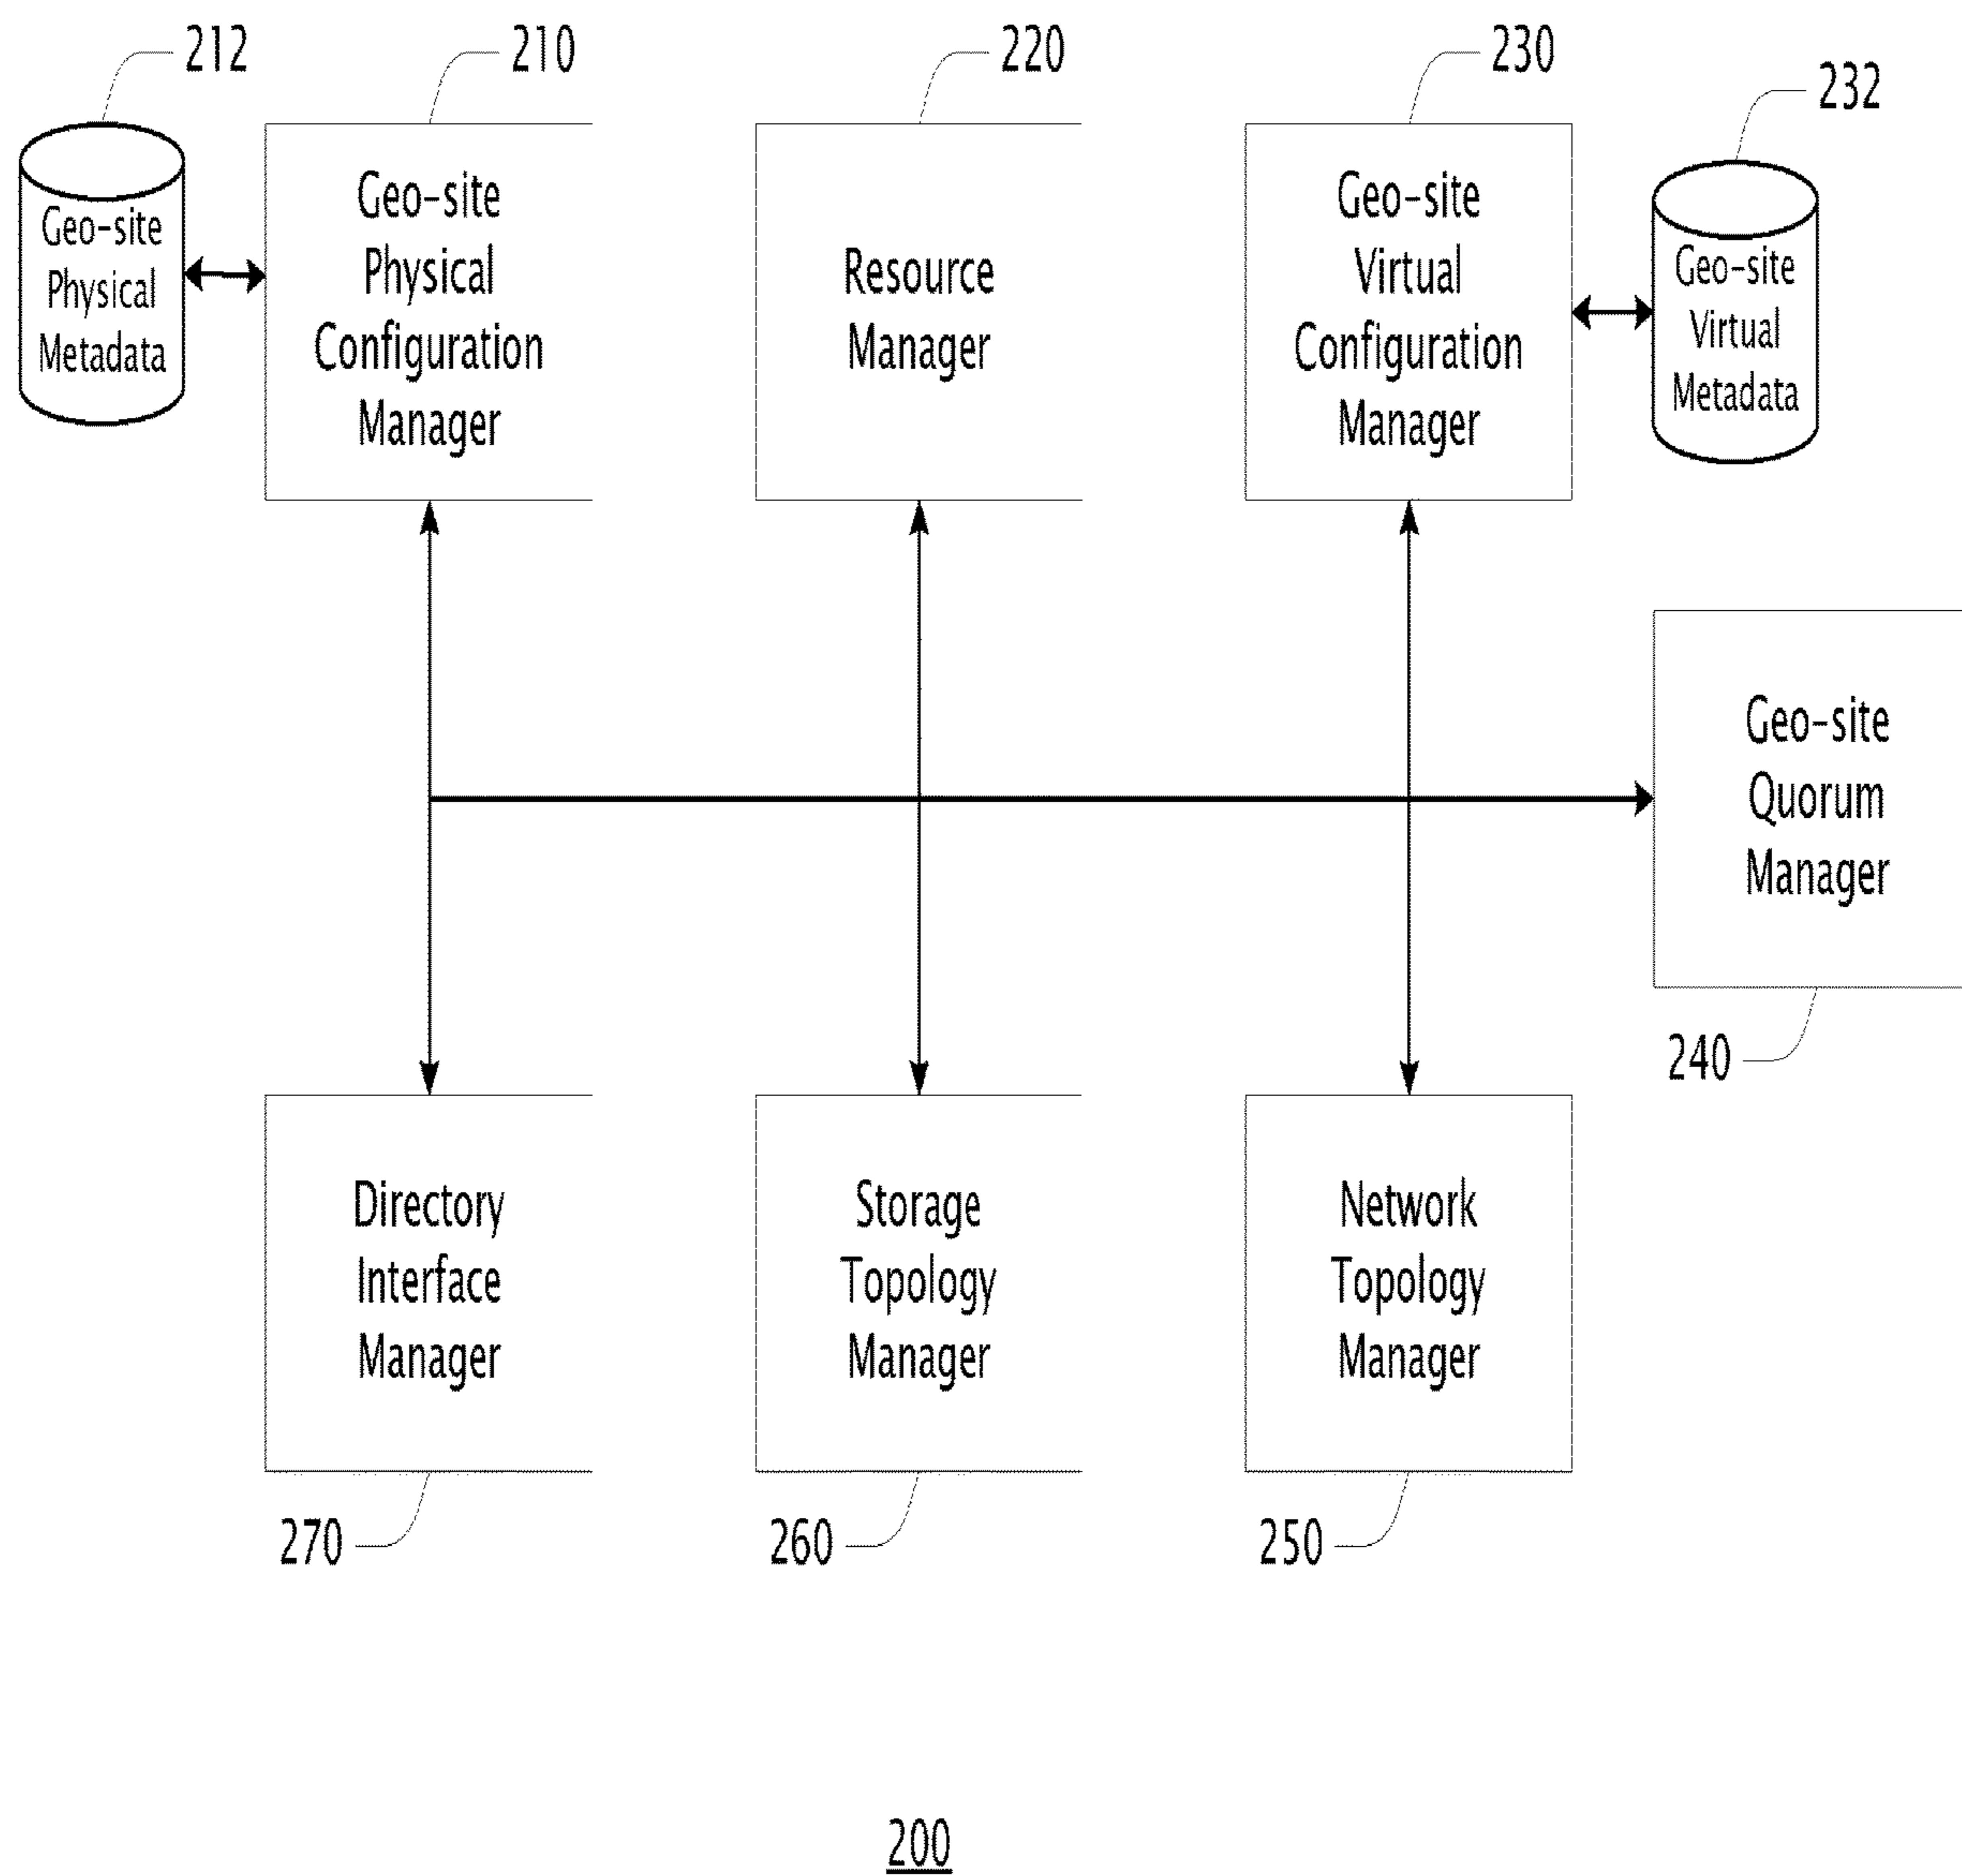 212
210
220
230
232
Geo-site
Physical
Metadata
Geo-site
Physical
Configuration
Manager
Resource
Manager
Geo-site
Virtual
Configuration
Manager
Geo-site
Virtual
Metadata
Geo-site
Quorum
Manager
240
Directory
Interface
Manager
Storage
Topology
Manager
Network
Topology
Manager
270
260
250
200